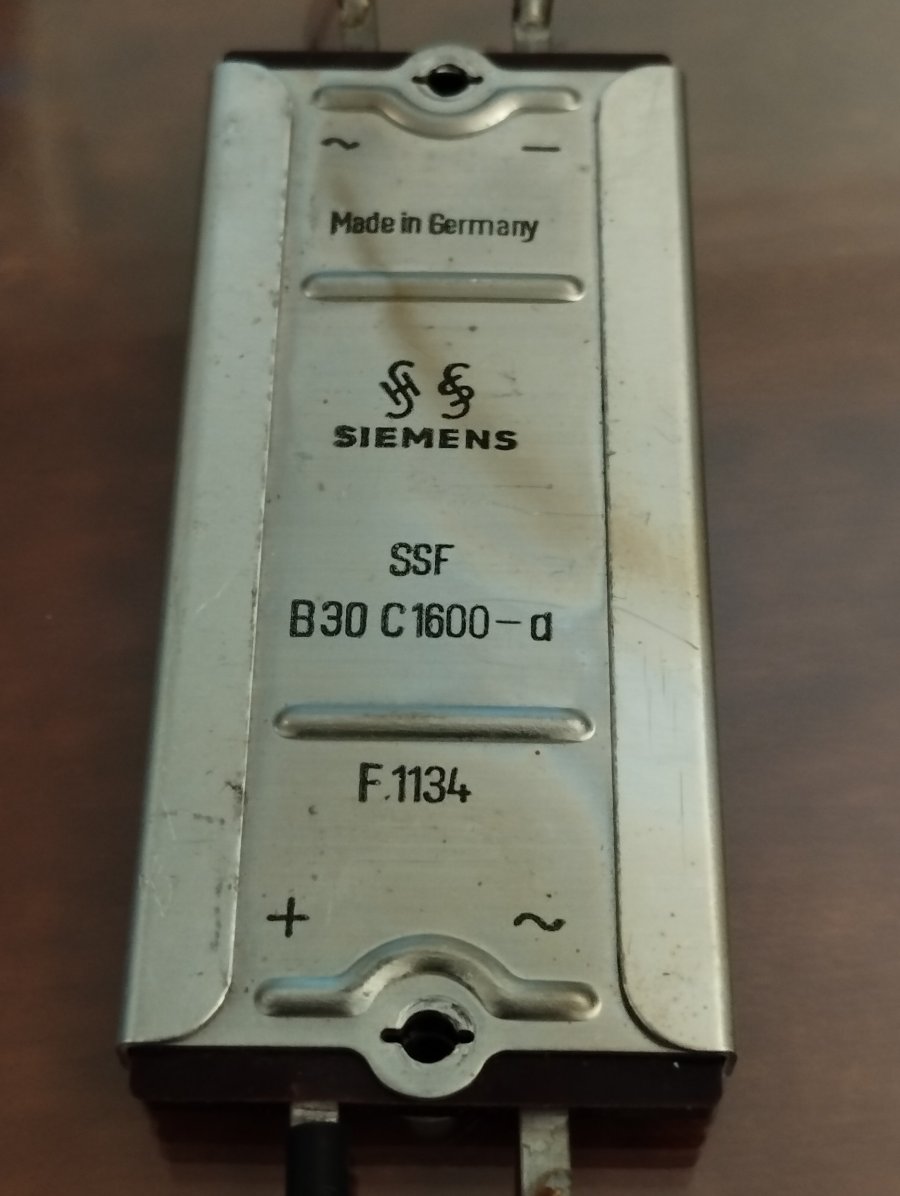 ~ −
Made in Germany
SIEMENS
SSF
B30 C1600-a
F.1134
+ ~